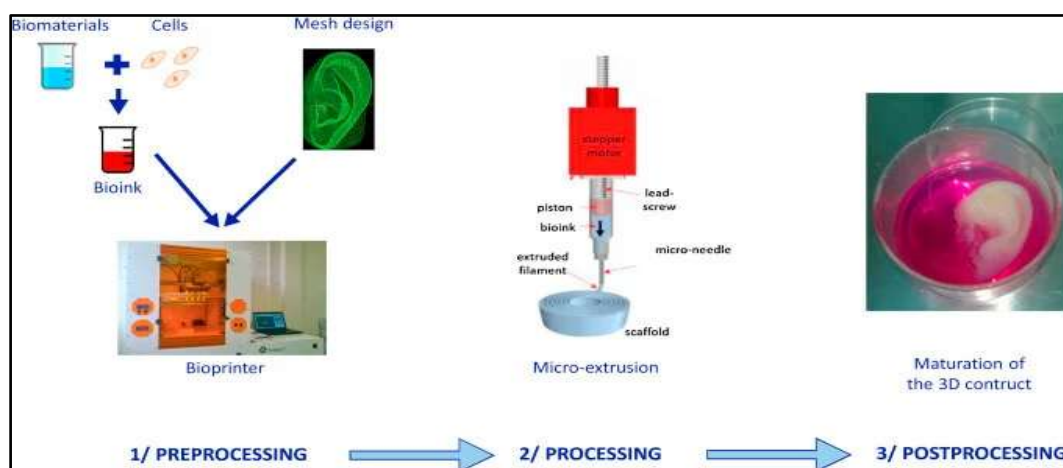 Biomaterials
Cells
Mesh design
Bioink
Bioprinter
stepper
motor
lead-
screw
piston
bioink
micro-needle
extruded
filament
scaffold
Micro-extrusion
Maturation of
the 3D contruct
1/ PREPROCESSING
2/ PROCESSING
3/ POSTPROCESSING